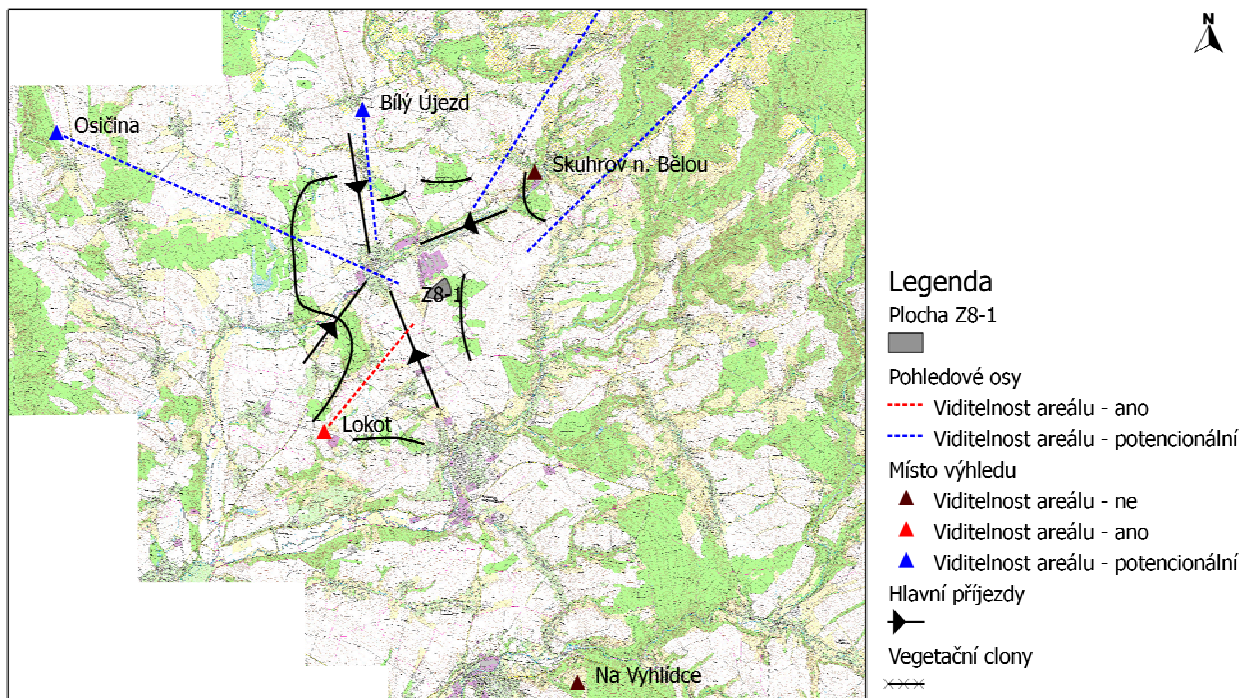 N
Bílý Újezd
Osičina
Skuhrov n. Bělou
Z8-1
Lokot
Na Vyhlídce
Legenda
Plocha Z8-1
Pohledové osy
Viditelnost areálu - ano
Viditelnost areálu - potencionální
Místo výhledu
Viditelnost areálu - ne
Viditelnost areálu - ano
Viditelnost areálu - potencionální
Hlavní příjezdy
Vegetační clony